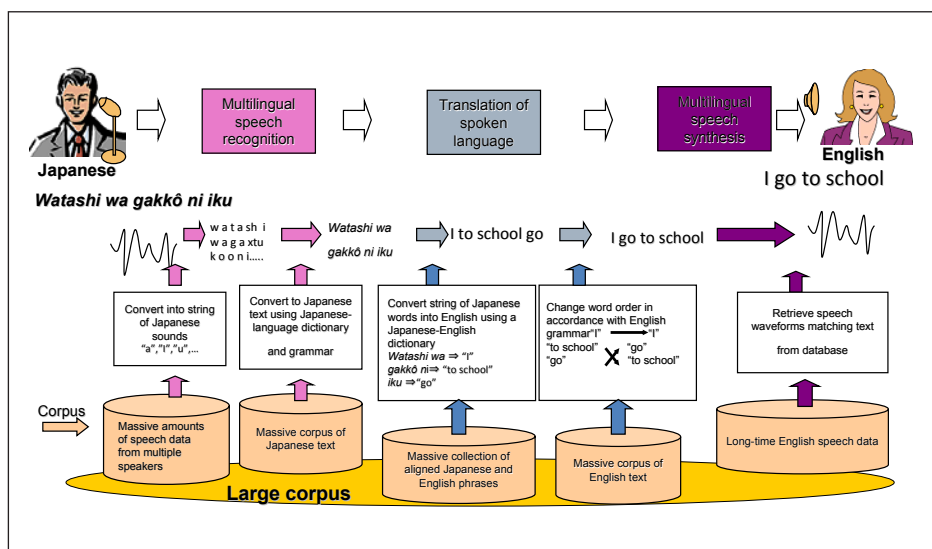 Multilingual
speech
recognition
Translation of
spoken
language
Multilingual
speech
synthesis
Japanese
English
I go to school
Watashi wa gakkô ni iku
w a t a sh i
w a g a x tu
k o o n i.....
Watashi wa
gakkô ni iku
I to school go
I go to school
Convert into string
of Japanese
sounds
“a”,“I”,“u”,...
Convert to Japanese
text using Japanese-
language dictionary
and grammar
Convert string of Japanese
words into English using a
Japanese-English
dictionary
Watashi wa ⇒ “I”
gakkô ni⇒ “to school”
iku ⇒“go”
Change word order in
accordance with English
grammar“I” “I”
“to school” “go”
“go” “to school”
Retrieve speech
waveforms matching text
from database
Corpus
Massive amounts
of speech data
from multiple
speakers
Massive corpus of
Japanese text
Massive collection of
aligned Japanese and
English phrases
Massive corpus of
English text
Long-time English speech data
Large corpus